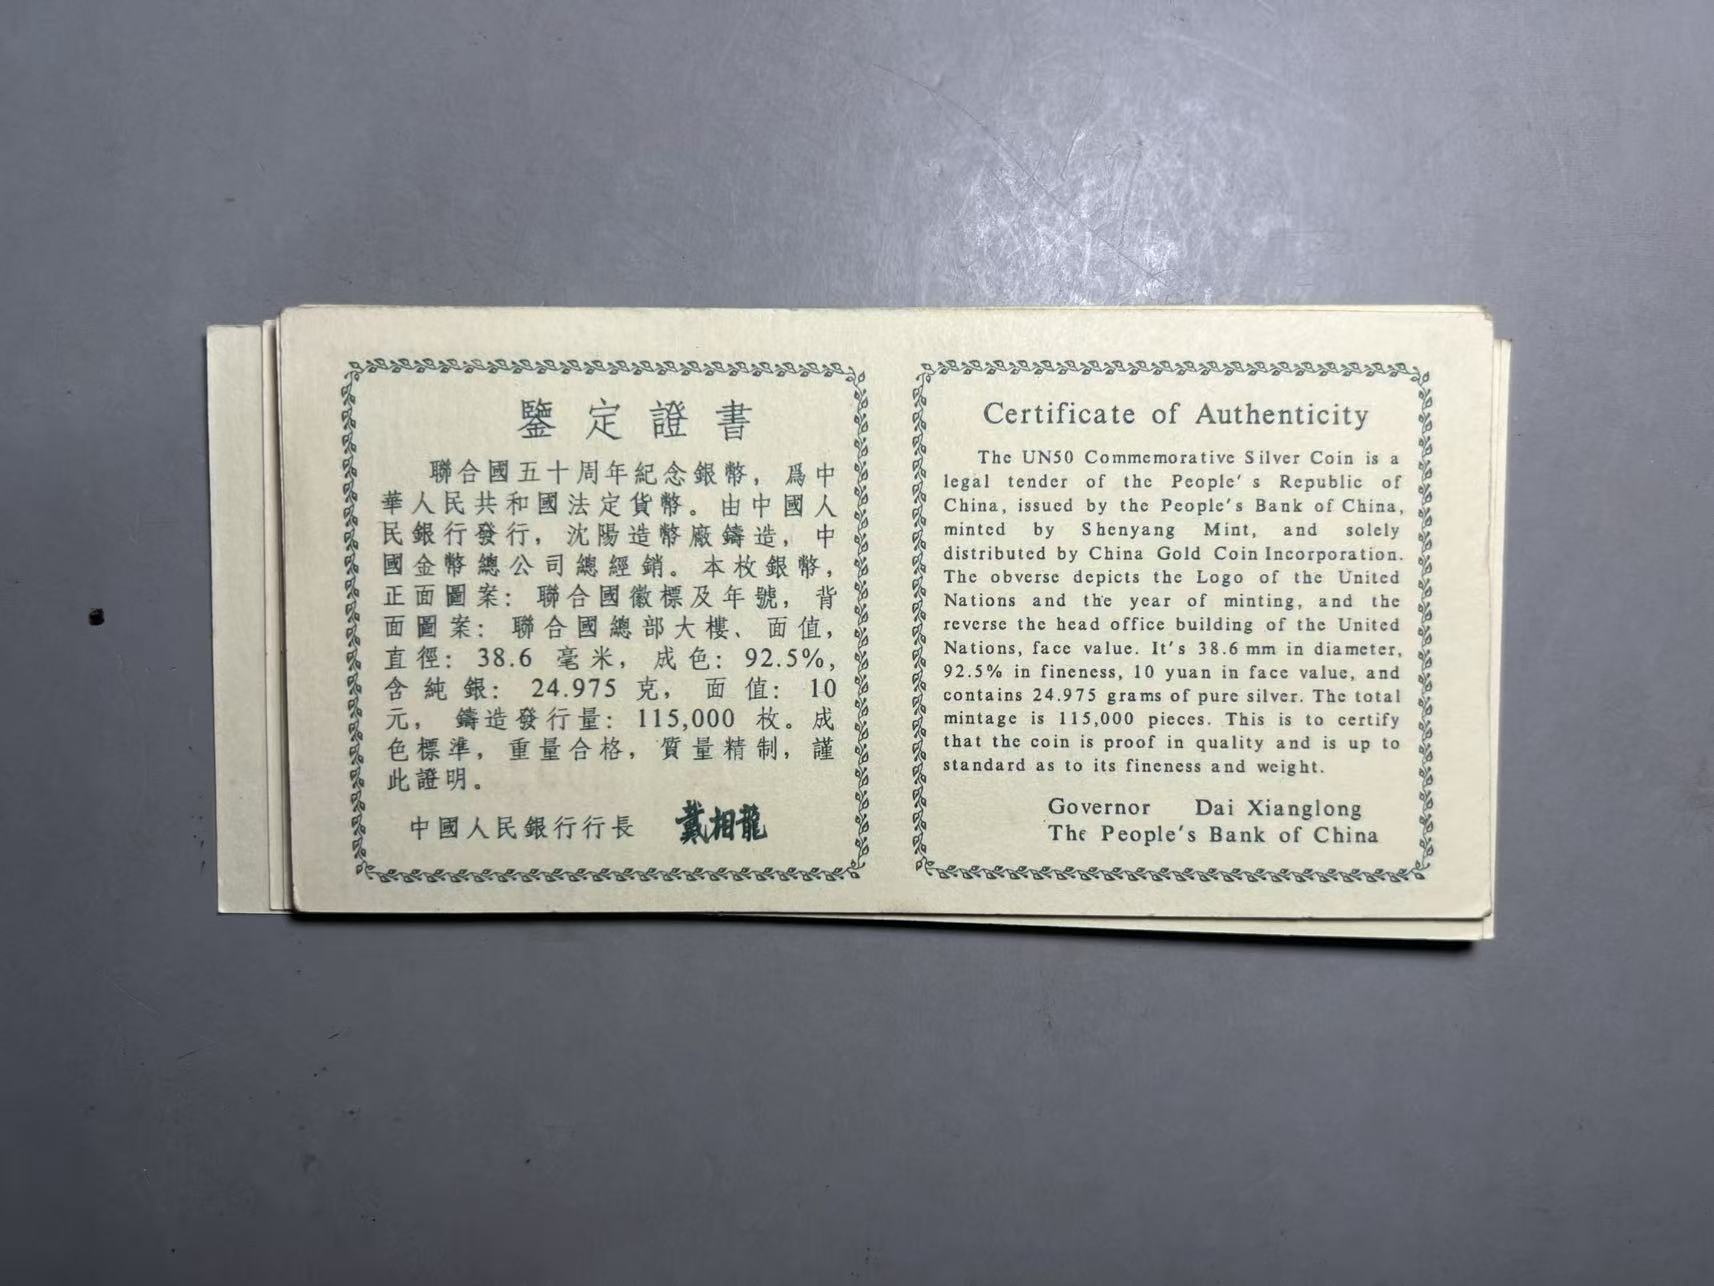 鑒定證書
聯合國五十周年紀念銀幣，爲中
華人民共和國法定貨幣。由中國人
民銀行發行，沈陽造幣廠鑄造，中
國金幣總公司總經銷。本枚銀幣，
正面圖案：聯合國徽標及年號，背
面圖案：聯合國總部大樓、面值，
直徑：38.6 毫米，成色：92.5%，
含純銀：24.975 克，面值：10
元，鑄造發行量：115,000 枚。成
色標準，重量合格，質量精制，謹
此證明。
中國人民銀行行長 戴相龍
Certificate of Authenticity
The UN50 Commemorative Silver Coin is a
legal tender of the People's Republic of
China, issued by the People's Bank of China,
minted by Shenyang Mint, and solely
distributed by China Gold Coin Incorporation.
The obverse depicts the Logo of the United
Nations and the year of minting, and the
reverse the head office building of the United
Nations, face value. It's 38.6 mm in diameter,
92.5% in fineness, 10 yuan in face value, and
contains 24.975 grams of pure silver. The total
mintage is 115,000 pieces. This is to certify
that the coin is proof in quality and is up to
standard as to its fineness and weight.
Governor Dai Xianglong
The People's Bank of China